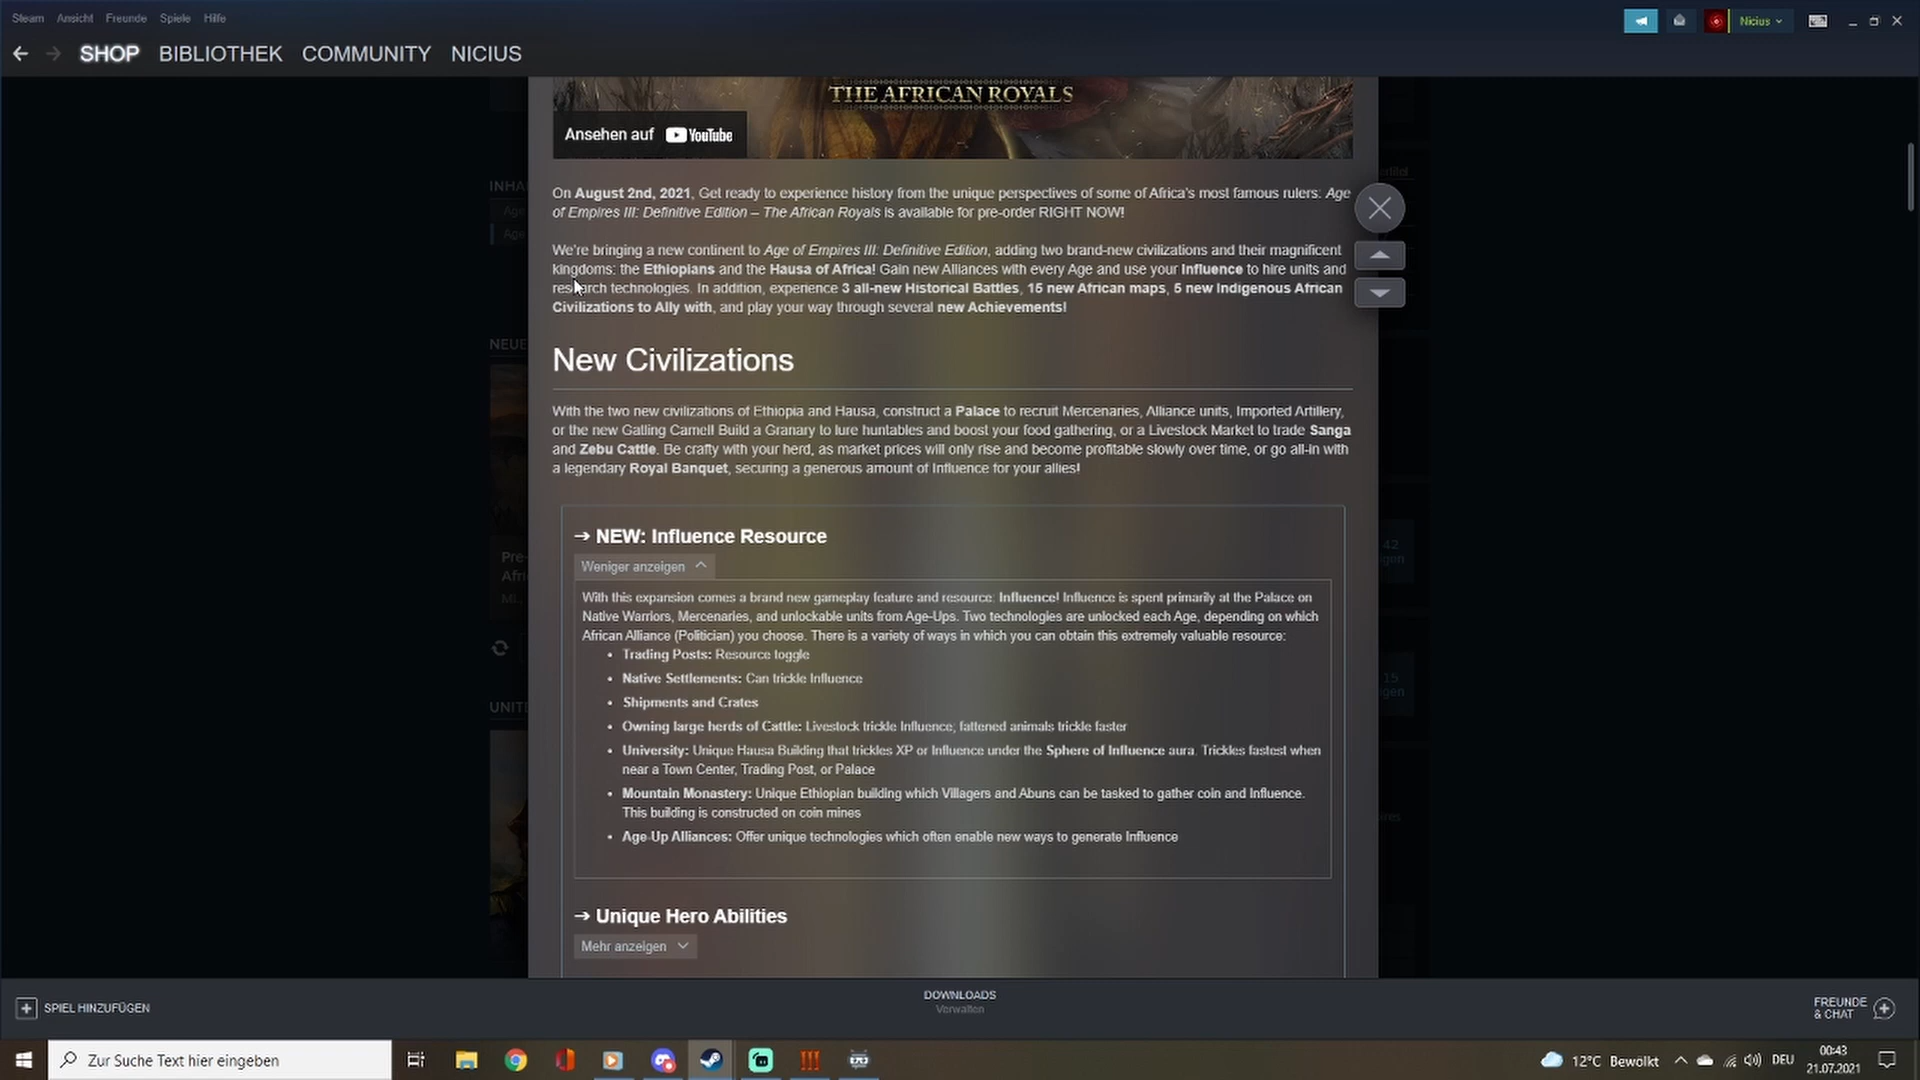 Steam Ansicht Freunde Spiele Hilfe
Nicius
SHOP BIBLIOTHEK COMMUNITY NICIUS
THE AFRICAN ROYALS
Ansehen auf YouTube
On August 2nd, 2021, Get ready to experience history from the unique perspectives of some of Africa's most famous rulers: Age
of Empires III: Definitive Edition – The African Royals is available for pre-order RIGHT NOW!
We're bringing a new continent to Age of Empires III: Definitive Edition, adding two brand-new civilizations and their magnificent
kingdoms: the Ethiopians and the Hausa of Africa! Gain new Alliances with every Age and use your Influence to hire units and
research technologies. In addition, experience 3 all-new Historical Battles, 15 new African maps, 5 new Indigenous African
Civilizations to Ally with, and play your way through several new Achievements!
NEUE
New Civilizations
With the two new civilizations of Ethiopia and Hausa, construct a Palace to recruit Mercenaries, Alliance units, Imported Artillery,
or the new Gatling Camel! Build a Granary to lure huntables and boost your food gathering, or a Livestock Market to trade Sanga
and Zebu Cattle. Be crafty with your herd, as market prices will only rise and become profitable slowly over time, or go all-in with
a legendary Royal Banquet, securing a generous amount of Influence for your allies!
➔ NEW: Influence Resource
Weniger anzeigen
With this expansion comes a brand new gameplay feature and resource: Influence! Influence is spent primarily at the Palace on
Native Warriors, Mercenaries, and unlockable units from Age-Ups. Two technologies are unlocked each Age, depending on which
African Alliance (Politician) you choose. There is a variety of ways in which you can obtain this extremely valuable resource:
• Trading Posts: Resource toggle
• Native Settlements: Can trickle Influence
• Shipments and Crates
• Owning large herds of Cattle: Livestock trickle Influence; fattened animals trickle faster
• University: Unique Hausa Building that trickles XP or Influence under the Sphere of Influence aura. Trickles fastest when
near a Town Center, Trading Post, or Palace
• Mountain Monastery: Unique Ethiopian building which Villagers and Abuns can be tasked to gather coin and Influence.
This building is constructed on coin mines
• Age-Up Alliances: Offer unique technologies which often enable new ways to generate Influence
➔ Unique Hero Abilities
Mehr anzeigen
SPIEL HINZUFÜGEN
DOWNLOADS
Verwalten
FREUNDE
& CHAT
Zur Suche Text hier eingeben
12°C Bewölkt
DEU
00:43
21.07.2021